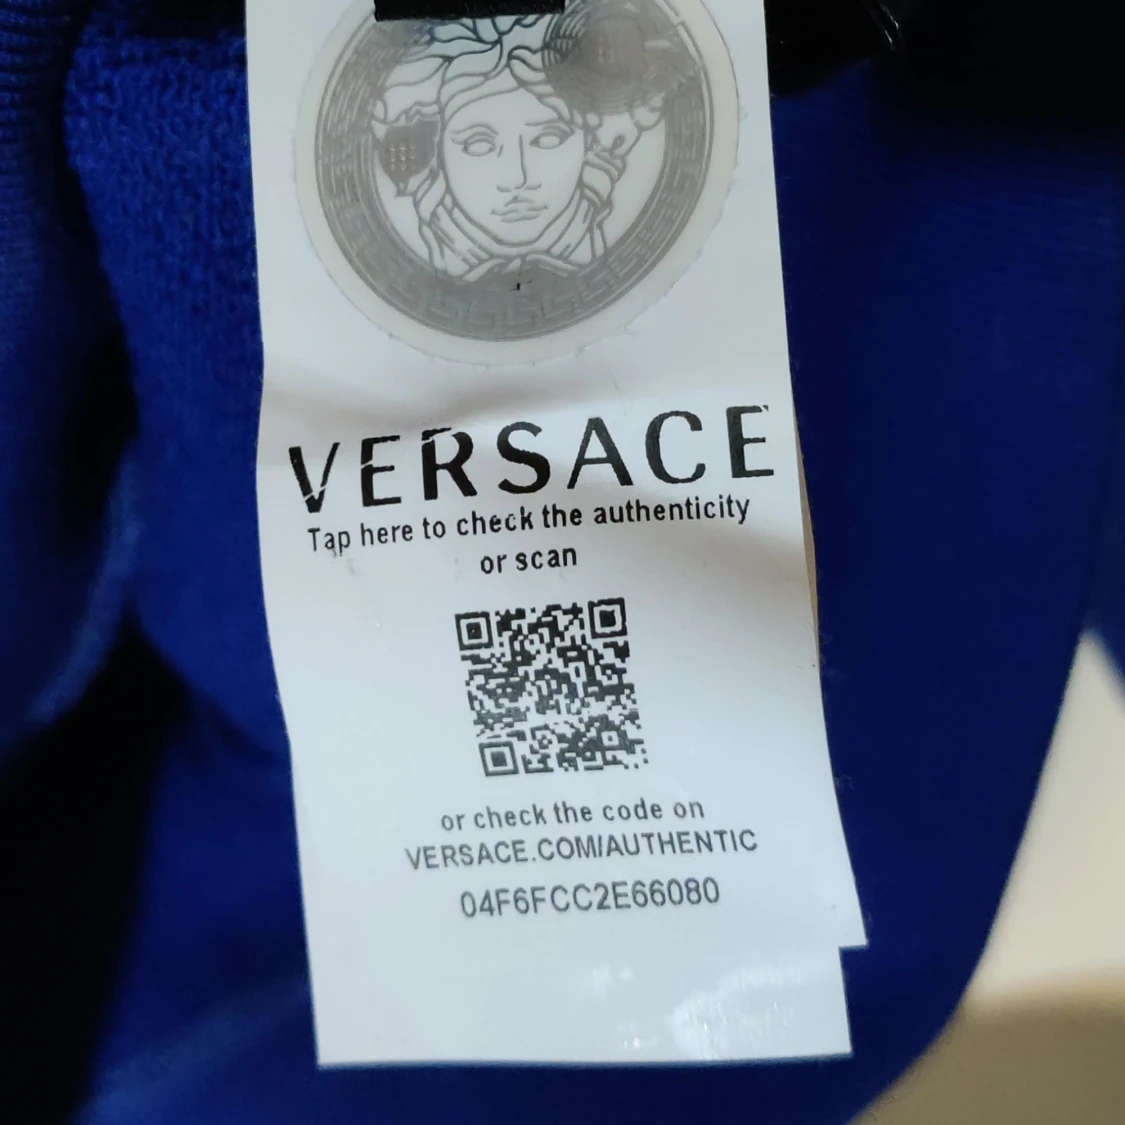 VERSACE
Tap here to check the authenticity
or scan
or check the code on
VERSACE.COM/AUTHENTIC
04F6FCC2E66080